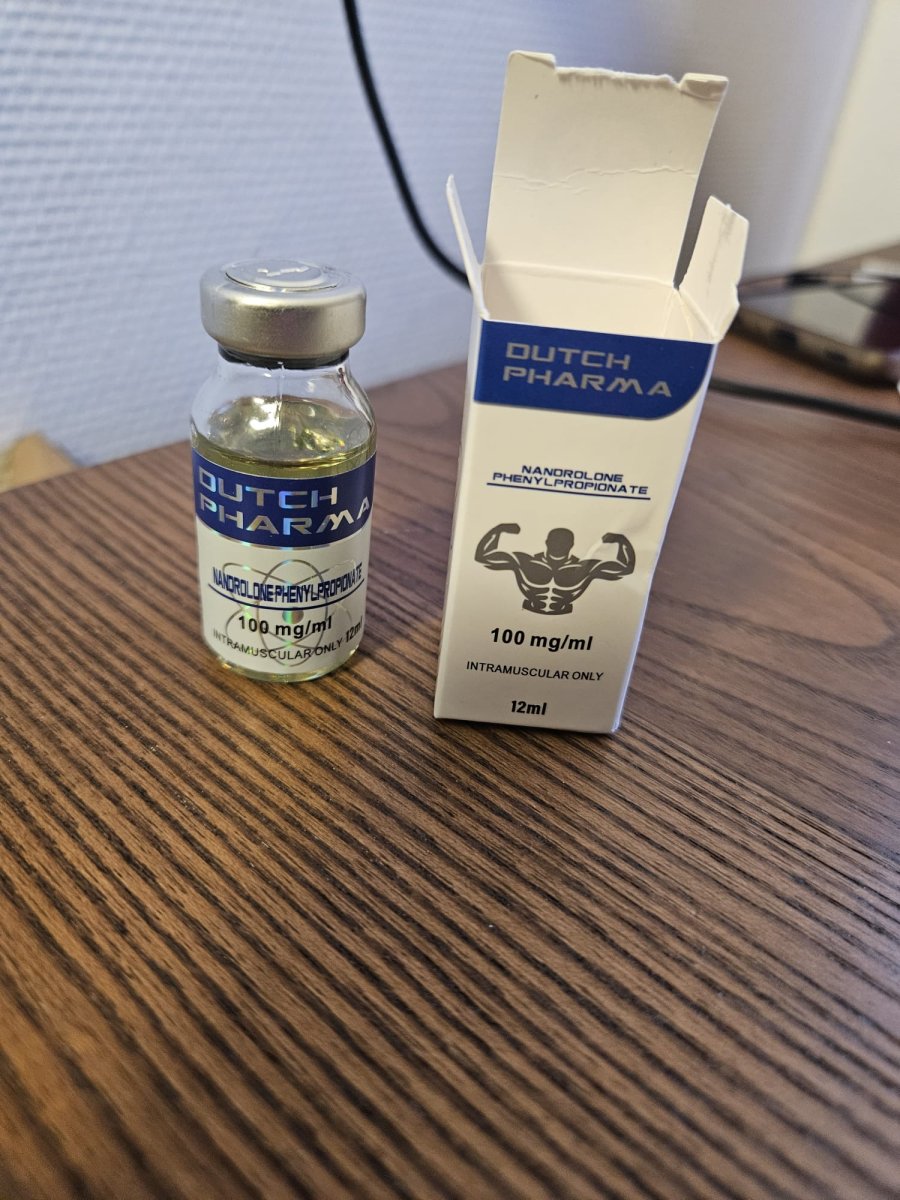 DUTCH
PHARMA
NANDROLONE PHENYLPROPIONATE
100 mg/ml
INTRAMUSCULAR ONLY 12ml
DUTCH
PHARMA
NANDROLONE
PHENYLPROPIONATE
100 mg/ml
INTRAMUSCULAR ONLY
12ml